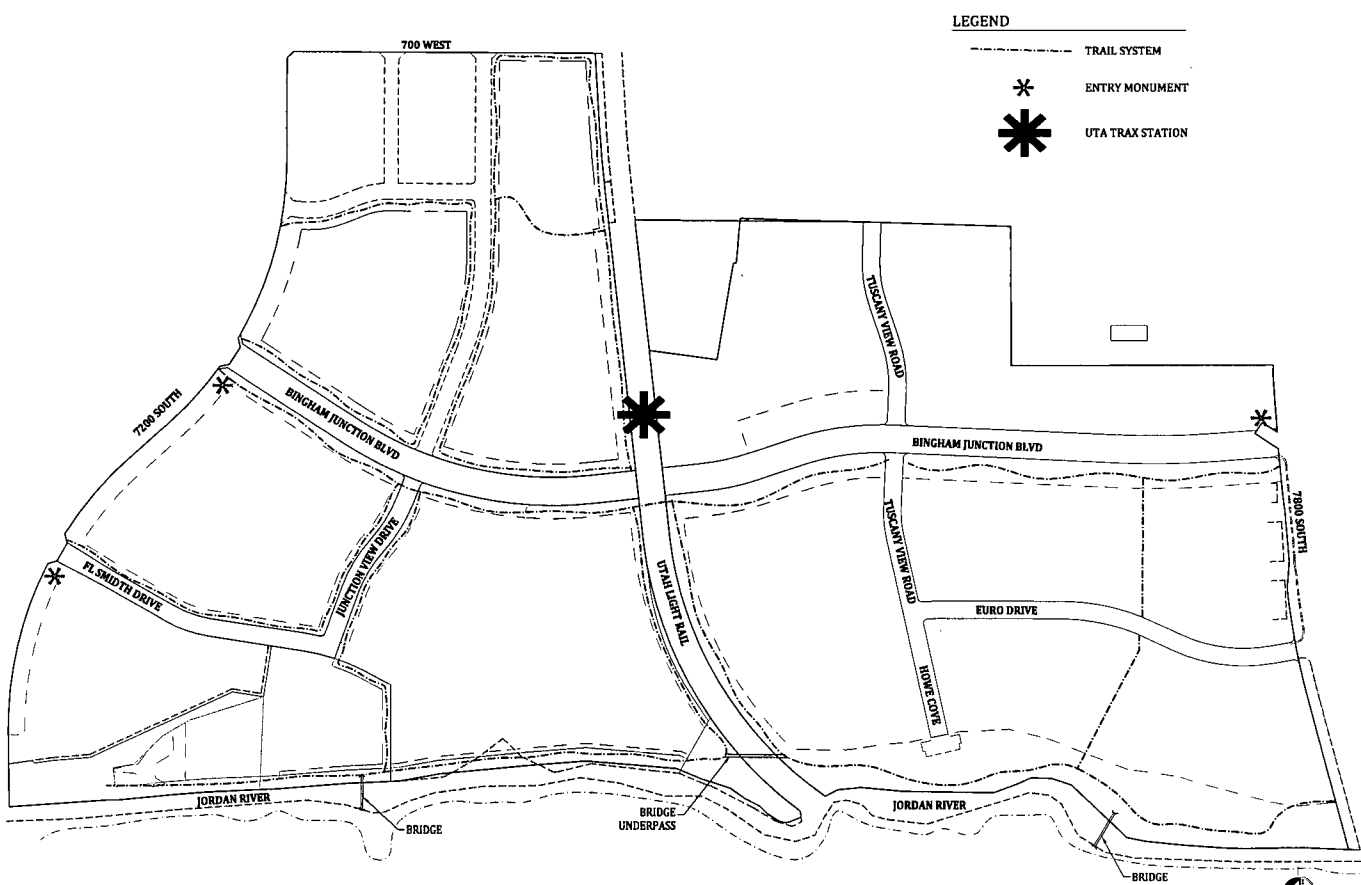 LEGEND
TRAIL SYSTEM
ENTRY MONUMENT
UTA TRAX STATION
700 WEST
TUSCANY VIEW ROAD
7200 SOUTH
BINGHAM JUNCTION BLVD
BINGHAM JUNCTION BLVD
7800 SOUTH
FL SMIDTH DRIVE
JUNCTION VIEW DRIVE
UTAH LIGHT RAIL
TUSCANY VIEW ROAD
EURO DRIVE
HOWE COVE
JORDAN RIVER
JORDAN RIVER
BRIDGE
BRIDGE
UNDERPASS
BRIDGE